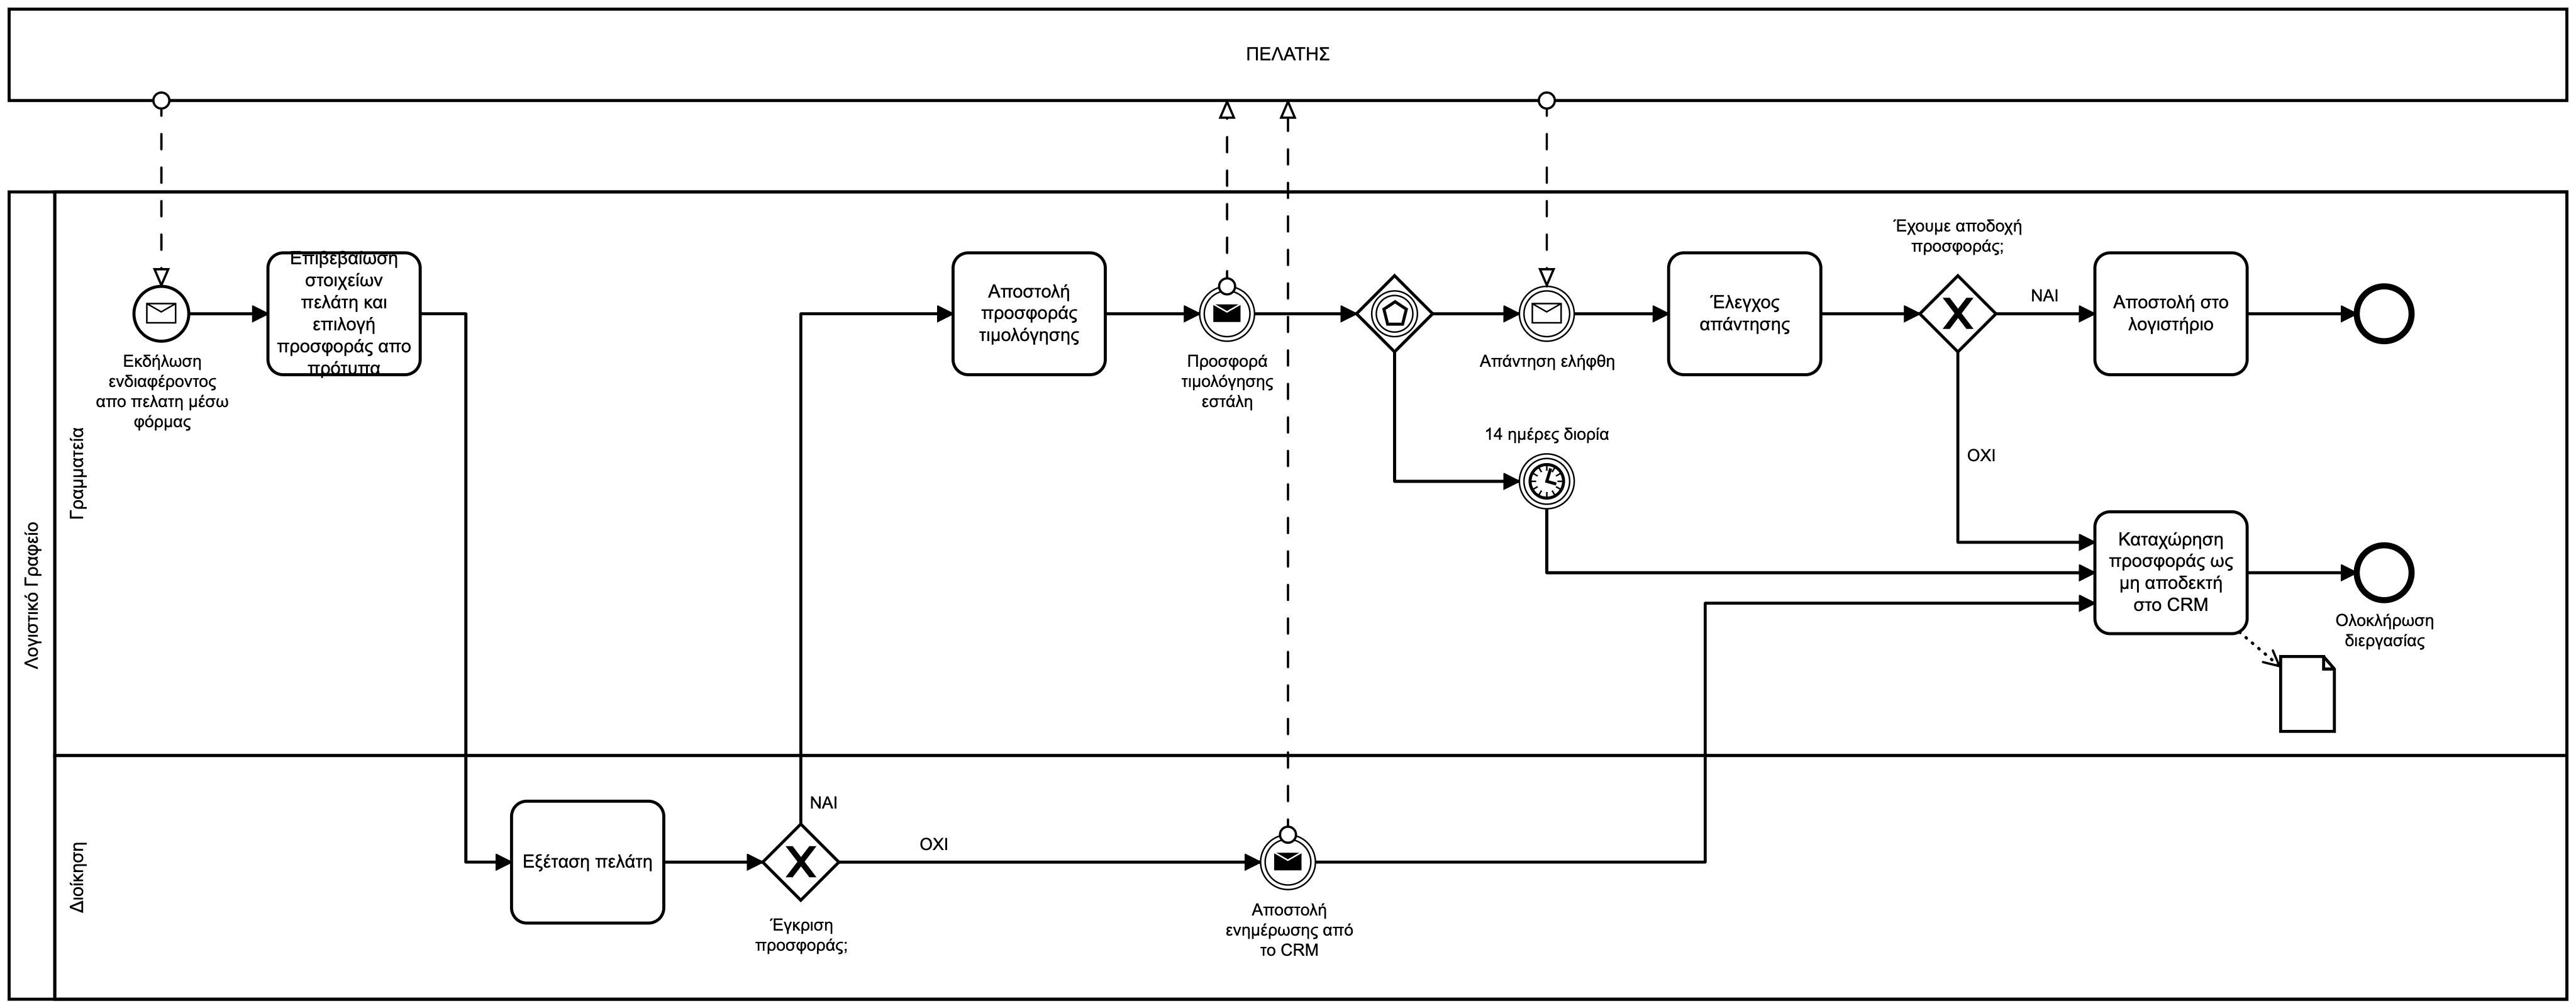 ΠΕΛΑΤΗΣ
Λογιστικό Γραφείο
Γραμματεία
Εκδήλωση
ενδιαφέροντος
απο πελατη μέσω
φόρμας
Επιβεβαίωση
στοιχείων
πελάτη και
επιλογή
προσφοράς απο
πρότυπα
Αποστολή
προσφοράς
τιμολόγησης
Προσφορά
τιμολόγησης
εστάλη
Απάντηση ελήφθη
14 ημέρες διορία
Έλεγχος
απάντησης
Έχουμε αποδοχή
προσφοράς;
ΝΑΙ
ΟΧΙ
Αποστολή στο
λογιστήριο
Καταχώρηση
προσφοράς ως
μη αποδεκτή
στο CRM
Ολοκλήρωση
διεργασίας
Διοίκηση
Εξέταση πελάτη
ΝΑΙ
ΟΧΙ
Έγκριση
προσφοράς;
Αποστολή
ενημέρωσης από
το CRM